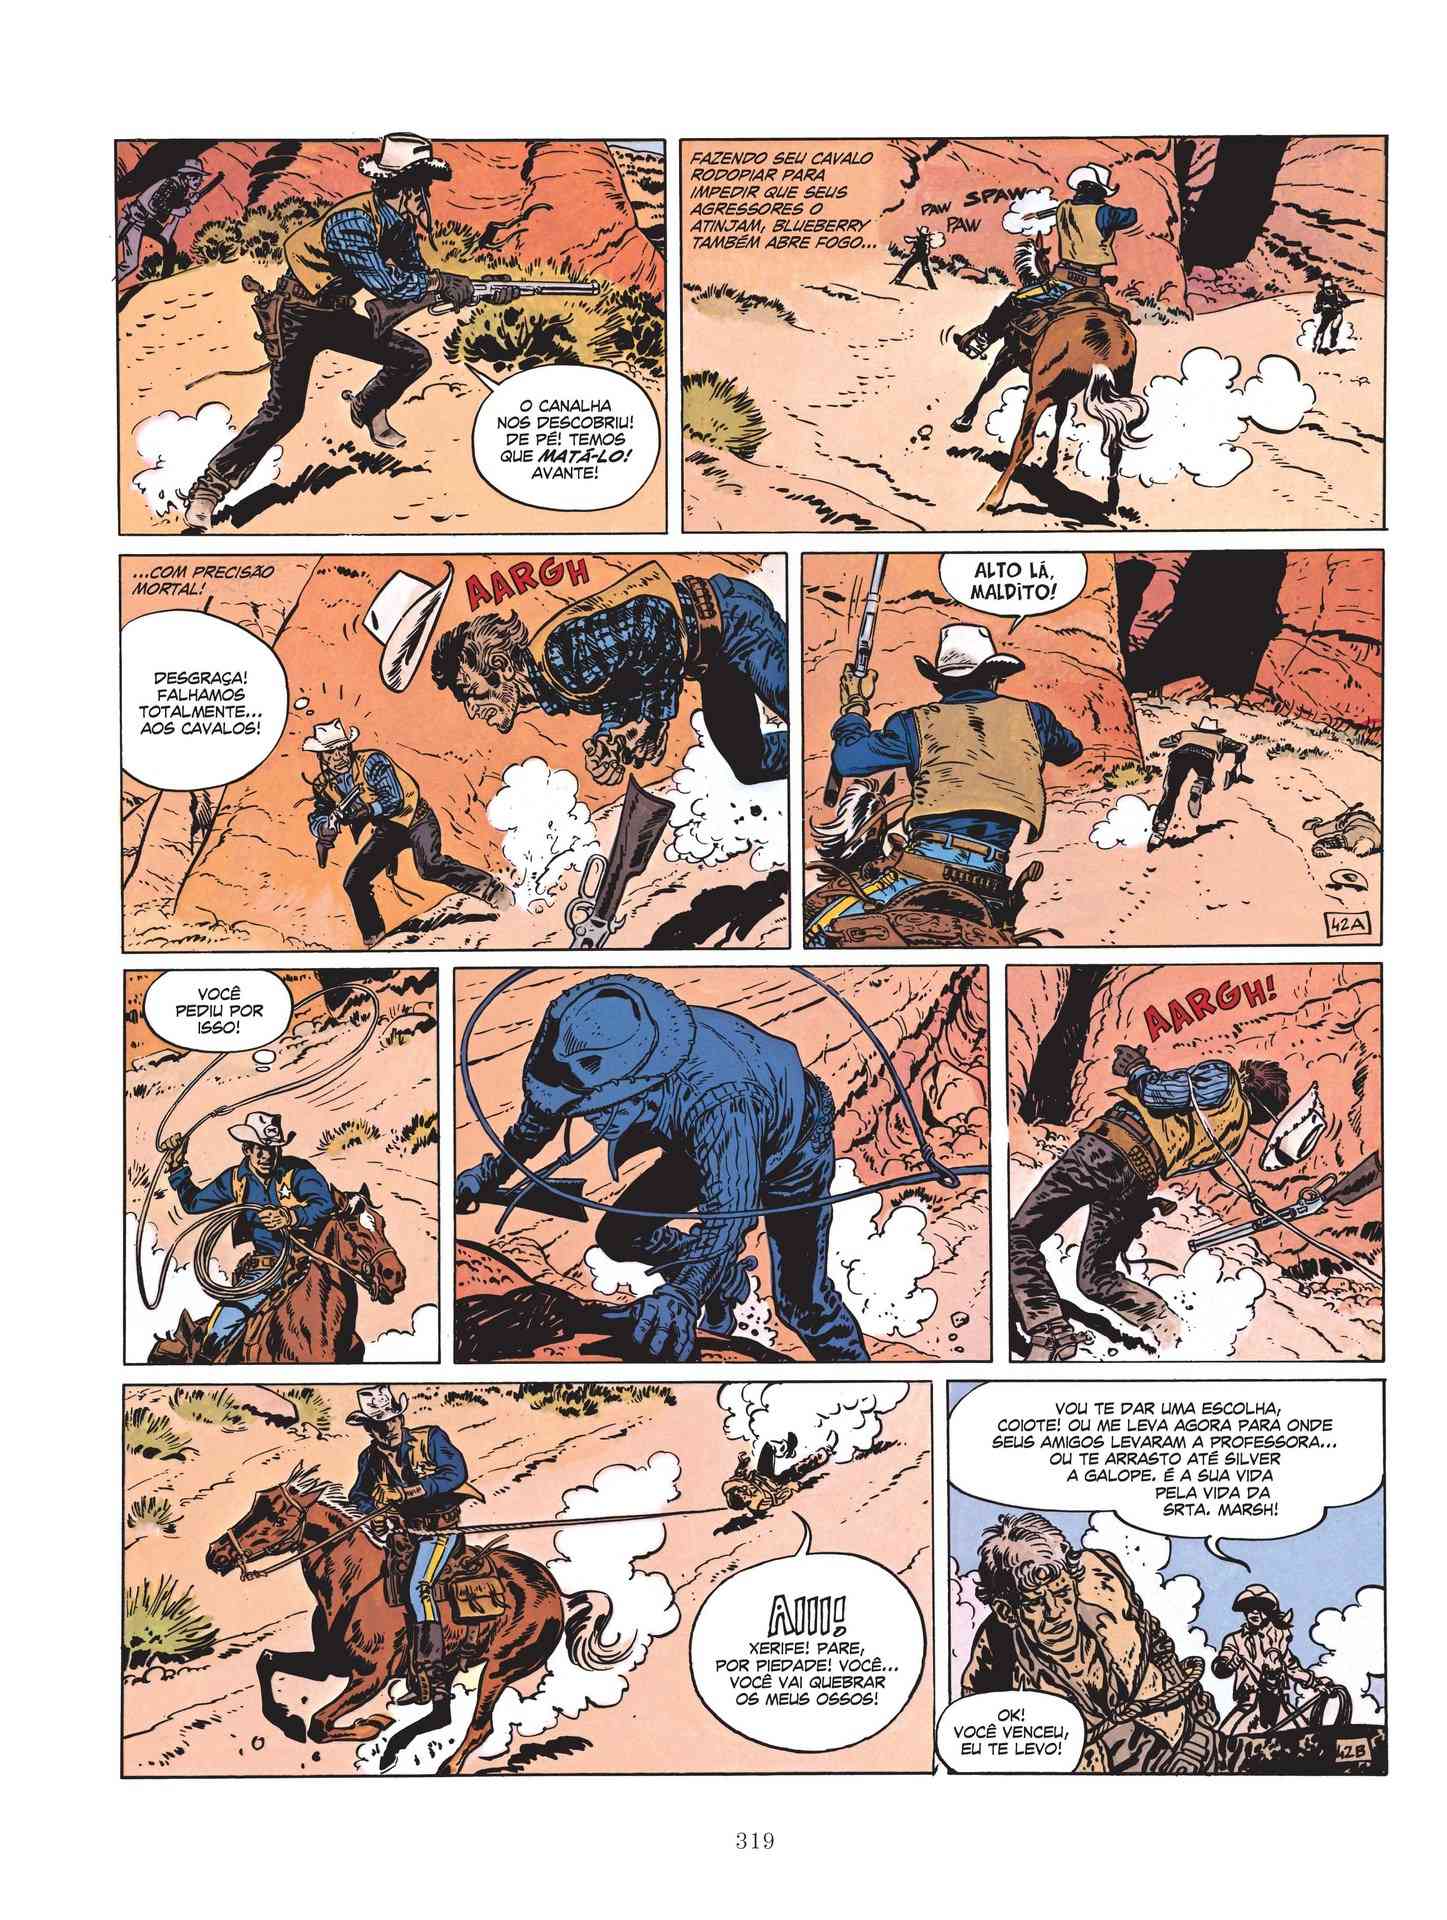 O CANALHA
NOS DESCOBRIU!
DE PÉ! TEMOS
QUE MATÁ-LO!
AVANTE!
FAZENDO SEU CAVALO
RODOPIAR PARA
IMPEDIR QUE SEUS
AGRESSORES O
ATINJAM, BLUEBERRY
TAMBÉM ABRE FOGO...
PAW
SPAW
PAW
...COM PRECISÃO
MORTAL!
AARGH
DESGRAÇA!
FALHAMOS
TOTALMENTE...
AOS CAVALOS!
ALTO LÁ,
MALDITO!
42A
VOCÊ
PEDIU POR
ISSO!
AARGH!
AIII!
XERIFE! PARE,
POR PIEDADE! VOCÊ...
VOCÊ VAI QUEBRAR
OS MEUS OSSOS!
VOU TE DAR UMA ESCOLHA,
COIOTE! OU ME LEVA AGORA PARA ONDE
SEUS AMIGOS LEVARAM A PROFESSORA...
OU TE ARRASTO ATÉ SILVER
A GALOPE. É A SUA VIDA
PELA VIDA DA
SRTA. MARSH!
OK!
VOCÊ VENCEU,
EU TE LEVO!
42B
319